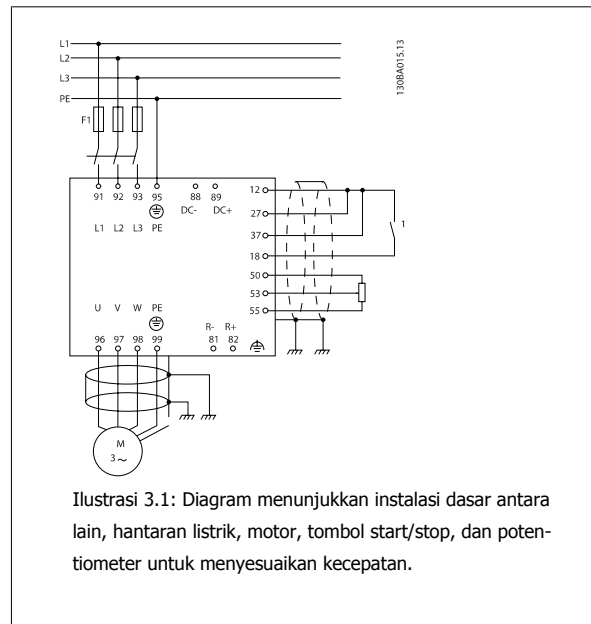 L1
L2
L3
PE
130BA015.13
F1
91 92 93 95 88 89
DC- DC+
L1 L2 L3 PE
12
27
37
18
50
53
55
1
U V W PE
R- R+
96 97 98 99 81 82
M
3~
Ilustrasi 3.1: Diagram menunjukkan instalasi dasar antara
lain, hantaran listrik, motor, tombol start/stop, dan poten-
tiometer untuk menyesuaikan kecepatan.